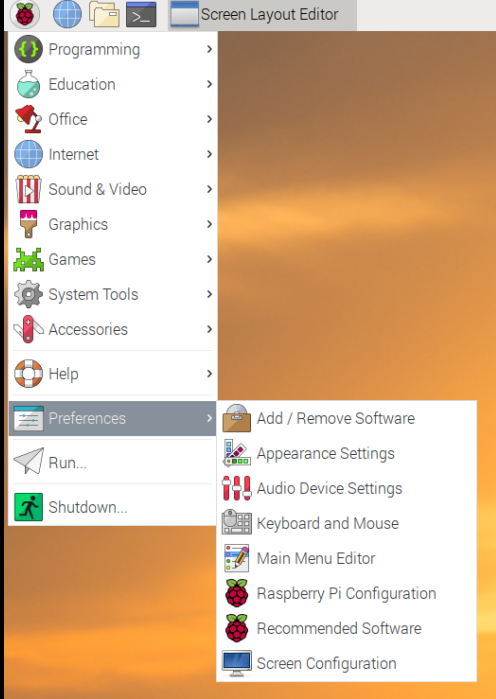 Screen Layout Editor
Programming
Education
Office
Internet
Sound & Video
Graphics
Games
System Tools
Accessories
Help
Preferences
Run...
Shutdown...
Add / Remove Software
Appearance Settings
Audio Device Settings
Keyboard and Mouse
Main Menu Editor
Raspberry Pi Configuration
Recommended Software
Screen Configuration